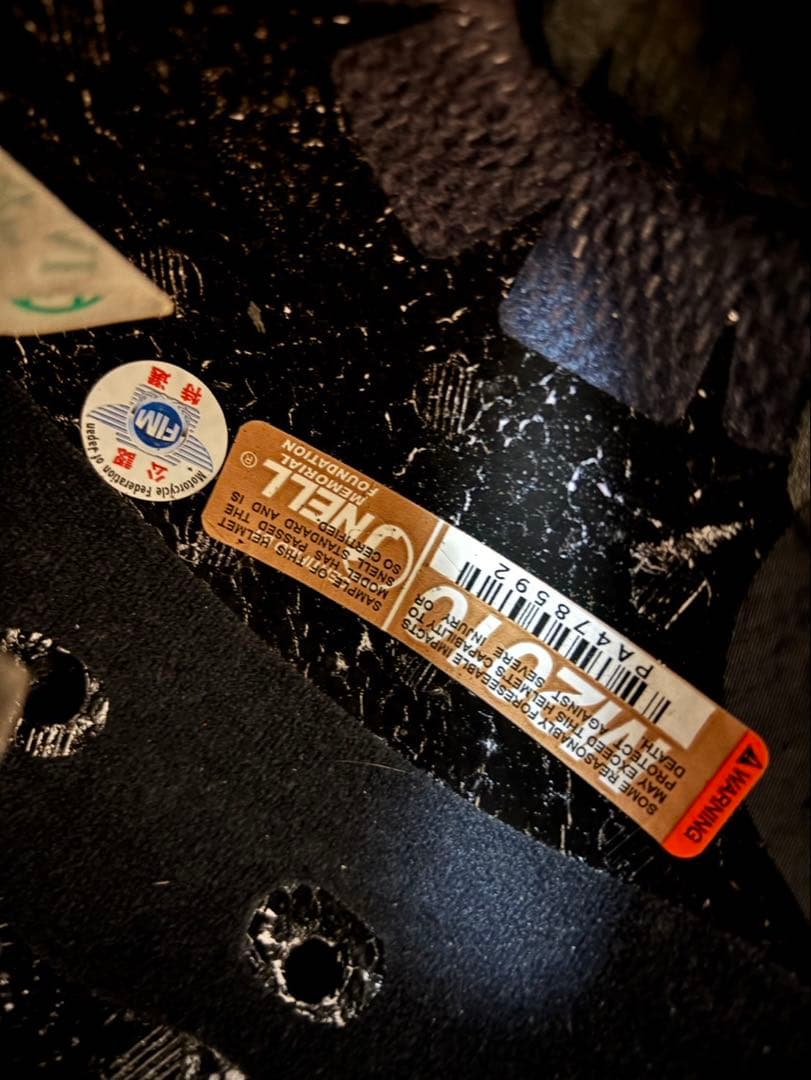 WARNING
SOME REASONABLY FORESEEABLE IMPACTS
MAY EXCEED THIS HELMET'S CAPABILITY TO
PROTECT AGAINST SEVERE INJURY OR
DEATH
M2010
PA478592
SAMPLE OF THIS HELMET
MODEL HAS PASSED THE
SNELL STANDARD AND IS
SO CERTIFIED
SNELL®
MEMORIAL
FOUNDATION
Motorcycle Federation of Japan
公認
FIM
特選